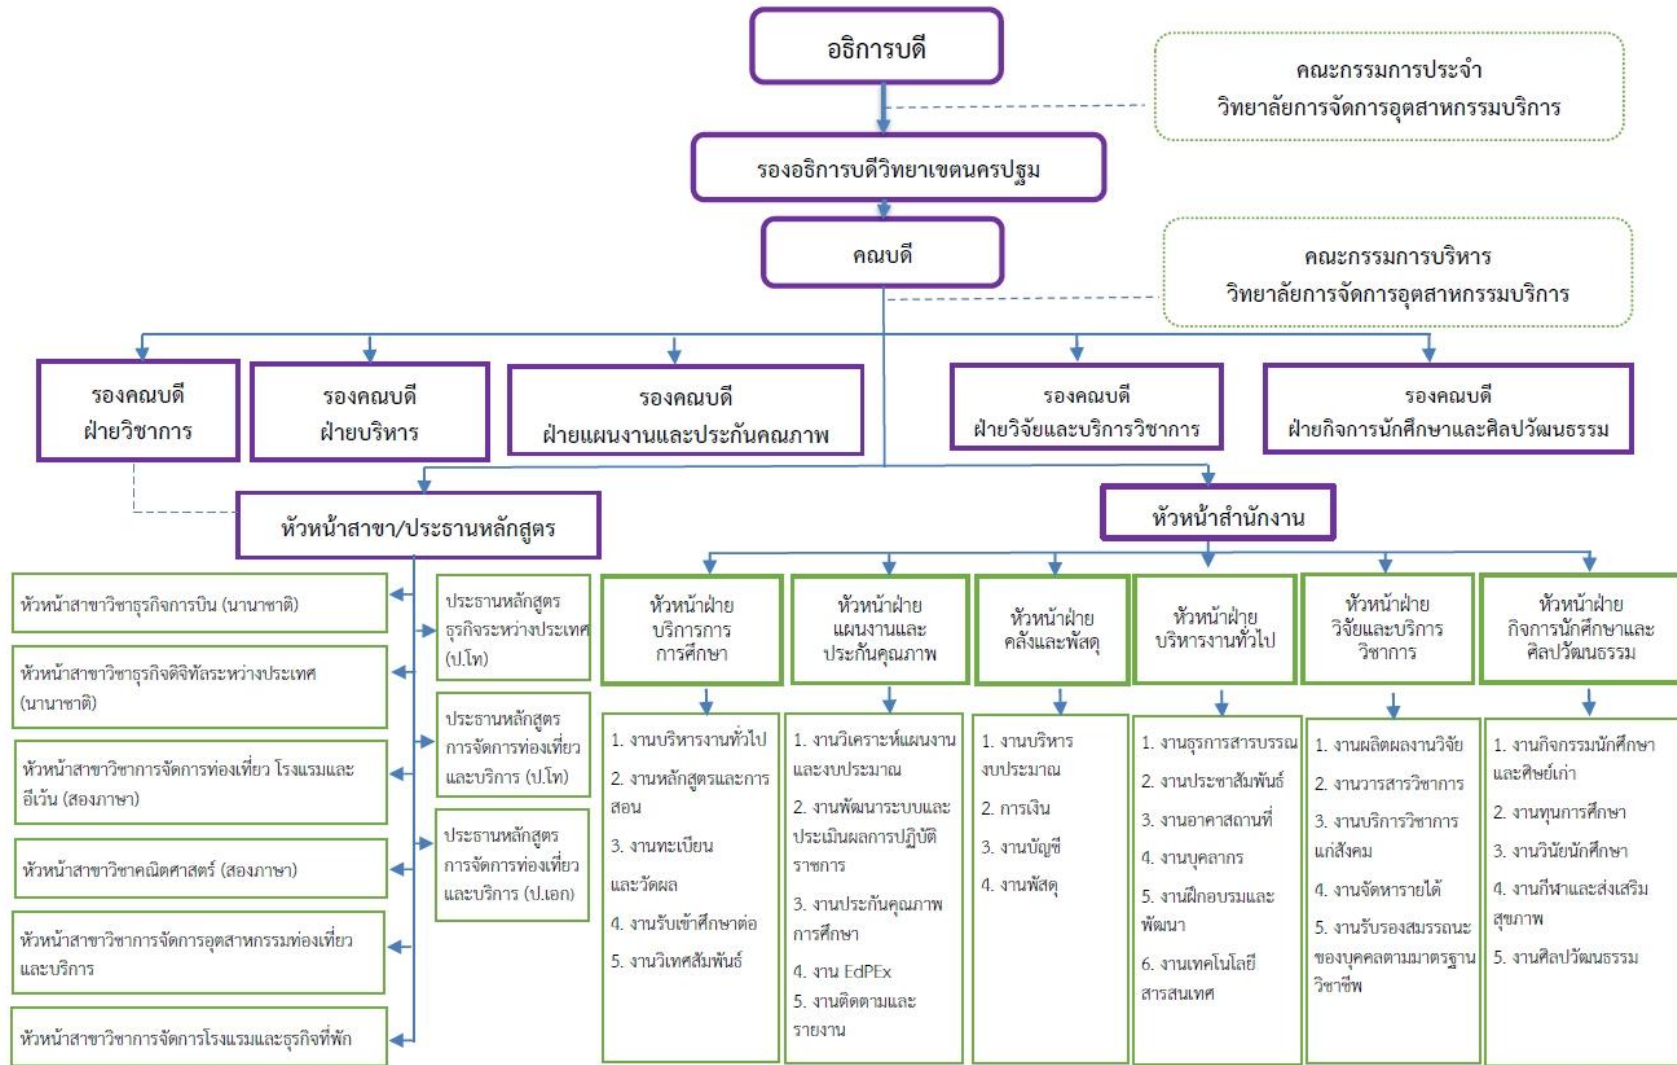 อธิการบดี
คณะกรรมการประจำ
วิทยาลัยการจัดการอุตสาหกรรมบริการ
รองอธิการบดีวิทยาเขตนครปฐม
คณบดี
คณะกรรมการบริหาร
วิทยาลัยการจัดการอุตสาหกรรมบริการ
รองคณบดี
ฝ่ายวิชาการ
รองคณบดี
ฝ่ายบริหาร
รองคณบดี
ฝ่ายแผนงานและประกันคณภาพ
รองคณบดี
ฝ่ายวิจัยและบริการวิชาการ
รองคณบดี
ฝ่ายกิจการนักศึกษาและศิลปวัฒนธรรม
หัวหน้าสาขา/ประธานหลักสูตร
หัวหน้าสำนักงาน
หัวหน้าสาขาวิชาธุรกิจการบิน (นานาชาติ)
หัวหน้าสาขาวิชาธุรกิจดิจิทัลระหว่างประเทศ
(นานาชาติ)
หัวหน้าสาขาวิชาการจัดการท่องเที่ยว โรงแรมและ
อีเว้น (สองภาษา)
หัวหน้าสาขาวิชาคณิตศาสตร์ (สองภาษา)
หัวหน้าสาขาวิชาการจัดการอุตสาหกรรมท่องเที่ยว
และบริการ
หัวหน้าสาขาวิชาการจัดการโรงแรมและธุรกิจที่พัก
ประธานหลักสูตร
ธุรกิจระหว่างประเทศ
(ป.โท)
ประธานหลักสูตร
การจัดการท่องเที่ยว
และบริการ (ป.โท)
ประธานหลักสูตร
การจัดการท่องเที่ยว
และบริการ (ป.เอก)
หัวหน้าฝ่าย
บริการการ
การศึกษา
1. งานบริหารงานทั่วไป
2. งานหลักสูตรและการ
สอน
3. งานทะเบียน
และวัดผล
4. งานรับเข้าศึกษาต่อ
5. งานวิเทศสัมพันธ์
หัวหน้าฝ่าย
แผนงานและ
ประกันคุณภาพ
1. งานวิเคราะห์แผนงาน
และงบประมาณ
2. งานพัฒนาระบบและ
ประเมินผลการปฏิบัติ
ราชการ
3. งานประกันคุณภาพ
การศึกษา
4. งาน EdPEx
5. งานติดตามและ
รายงาน
หัวหน้าฝ่าย
คลังและพัสดุ
1. งานบริหาร
งบประมาณ
2. การเงิน
3. งานบัญชี
4. งานพัสดุ
หัวหน้าฝ่าย
บริหารงานทั่วไป
1. งานธุรการสารบรรณ
2. งานประชาสัมพันธ์
3. งานอาคาสถานที่
4. งานบุคลากร
5. งานฝึกอบรมและ
พัฒนา
6. งานเทคโนโลยี
สารสนเทศ
หัวหน้าฝ่าย
วิจัยและบริการ
วิชาการ
1. งานผลิตผลงานวิจัย
2. งานวารสารวิชาการ
3. งานบริการวิชาการ
แก่สังคม
4. งานจัดหารายได้
5. งานรับรองสมรรถนะ
ของบุคคลตามมาตรฐาน
วิชาชีพ
หัวหน้าฝ่าย
กิจการนักศึกษาและ
ศิลปวัฒนธรรม
1. งานกิจกรรมนักศึกษา
และศิษย์เก่า
2. งานทุนการศึกษา
3. งานวินัยนักศึกษา
4. งานกีฬาและส่งเสริม
สุขภาพ
5. งานศิลปวัฒนธรรม